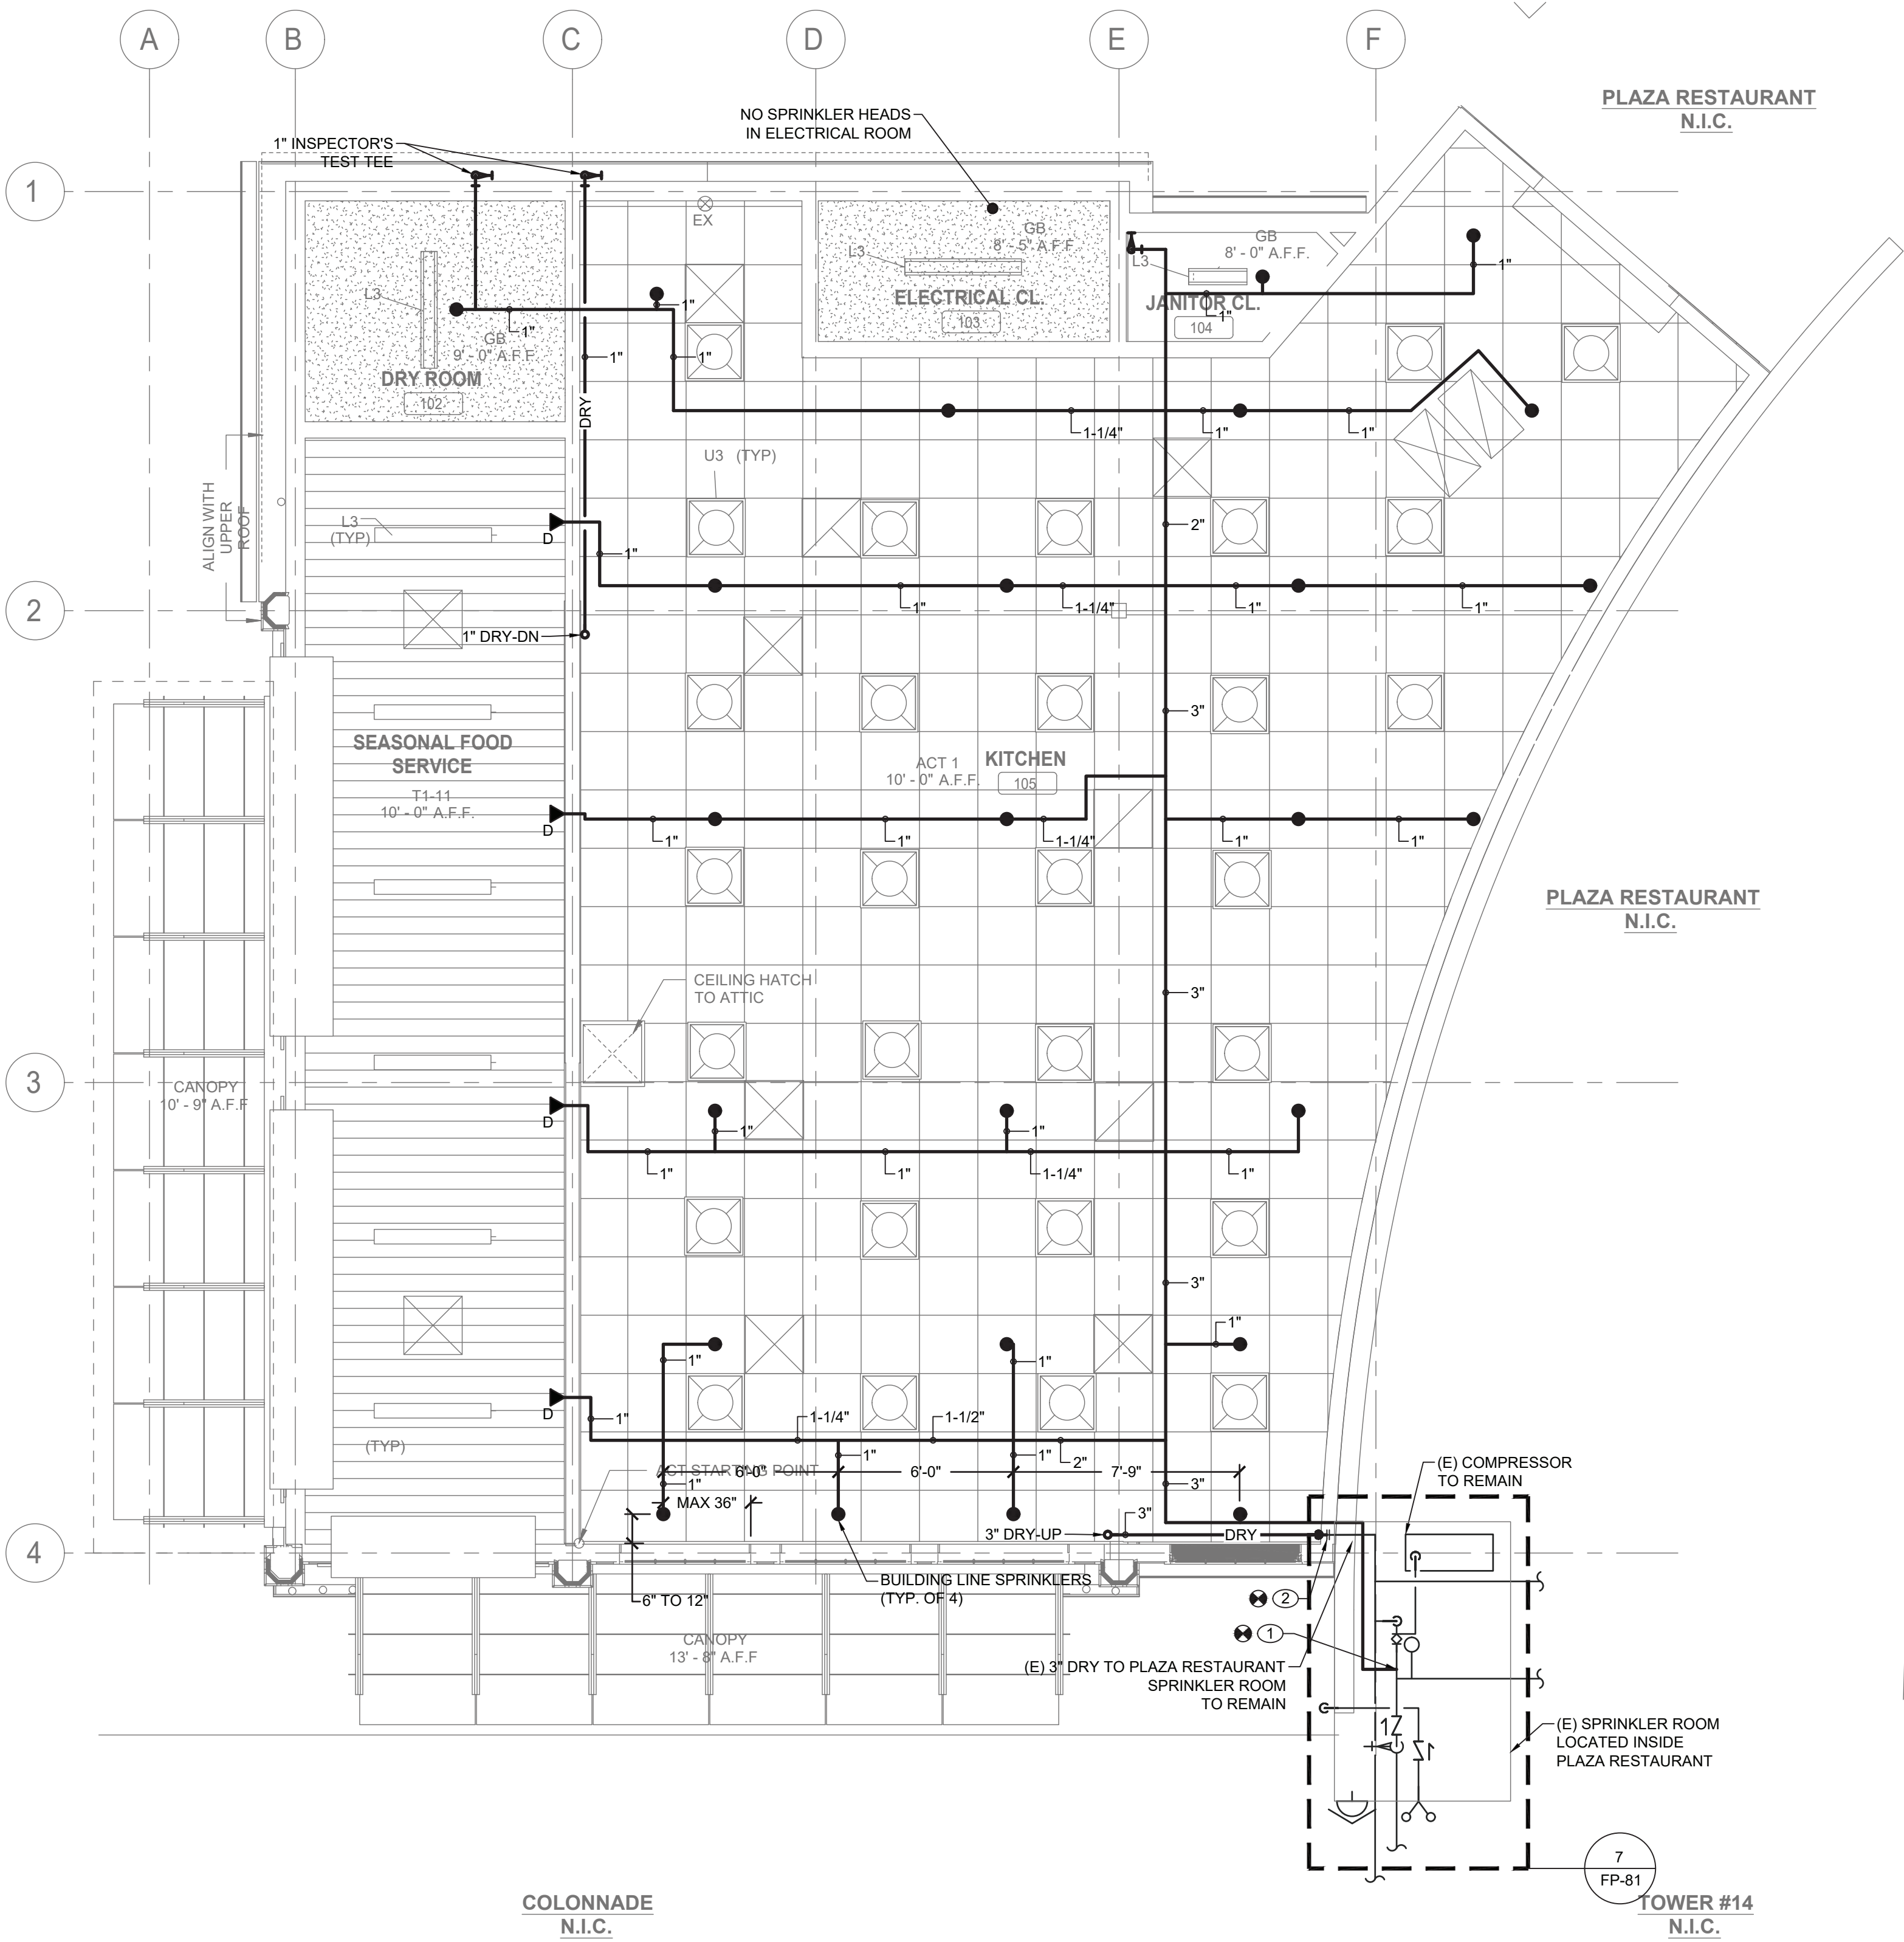 A
B
C
D
E
F
PLAZA RESTAURANT
N.I.C.
NO SPRINKLER HEADS
IN ELECTRICAL ROOM
1" INSPECTOR'S
TEST TEE
1
EX
GB
8' - 5" A.F.F.
L3
ELECTRICAL CL.
103
GB
8' - 0" A.F.F.
L3
JANITOR CL.
104
1"
1"
1"
L3
1"
GB
9' - 0" A.F.F.
DRY ROOM
102
1"
1"
DRY
1-1/4"
1"
1"
U3 (TYP)
ALIGN WITH
UPPER
ROOF
L3
(TYP)
D
1"
2"
1"
1-1/4"
1"
1"
2
1" DRY-DN
3"
SEASONAL FOOD
SERVICE
T1-11
10' - 0" A.F.F.
ACT 1
10' - 0" A.F.F.
KITCHEN
105
D
1"
1"
1-1/4"
1"
1"
PLAZA RESTAURANT
N.I.C.
CEILING HATCH
TO ATTIC
3"
3
CANOPY
10' - 9" A.F.F
D
1"
1"
1"
1"
1-1/4"
1"
3"
1"
1"
1"
D
1"
1-1/4"
1-1/2"
(TYP)
1"
1"
2"
ACT STARTING POINT
6'-0"
6'-0"
7'-9"
1"
3"
MAX 36"
(E) COMPRESSOR
TO REMAIN
3"
3" DRY-UP
DRY
4
6" TO 12"
BUILDING LINE SPRINKLERS
(TYP. OF 4)
2
1
CANOPY
13' - 8" A.F.F
(E) 3" DRY TO PLAZA RESTAURANT
SPRINKLER ROOM
TO REMAIN
(E) SPRINKLER ROOM
LOCATED INSIDE
PLAZA RESTAURANT
7
FP-81
COLONNADE
N.I.C.
TOWER #14
N.I.C.